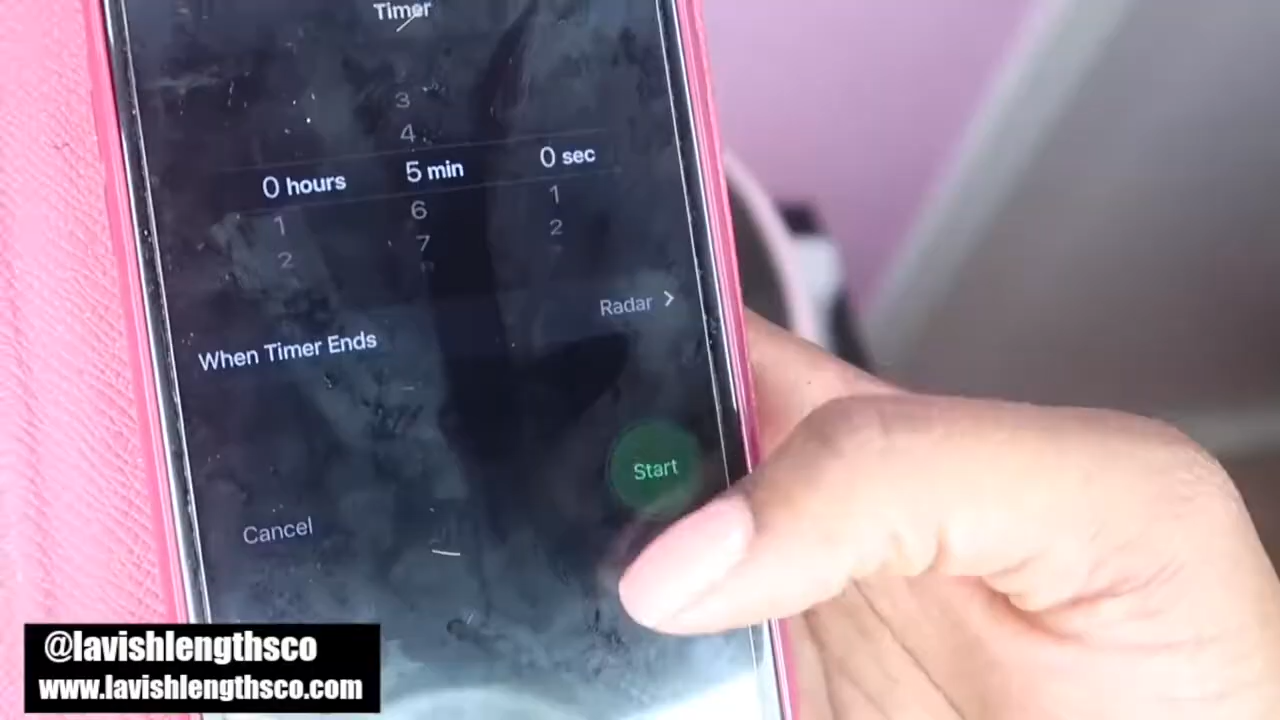 Timer
3
4
0 hours 5 min 0 sec
1 6 1
2 7 2
When Timer Ends Radar >
Cancel Start
@lavishlengthsco
www.lavishlengthsco.com